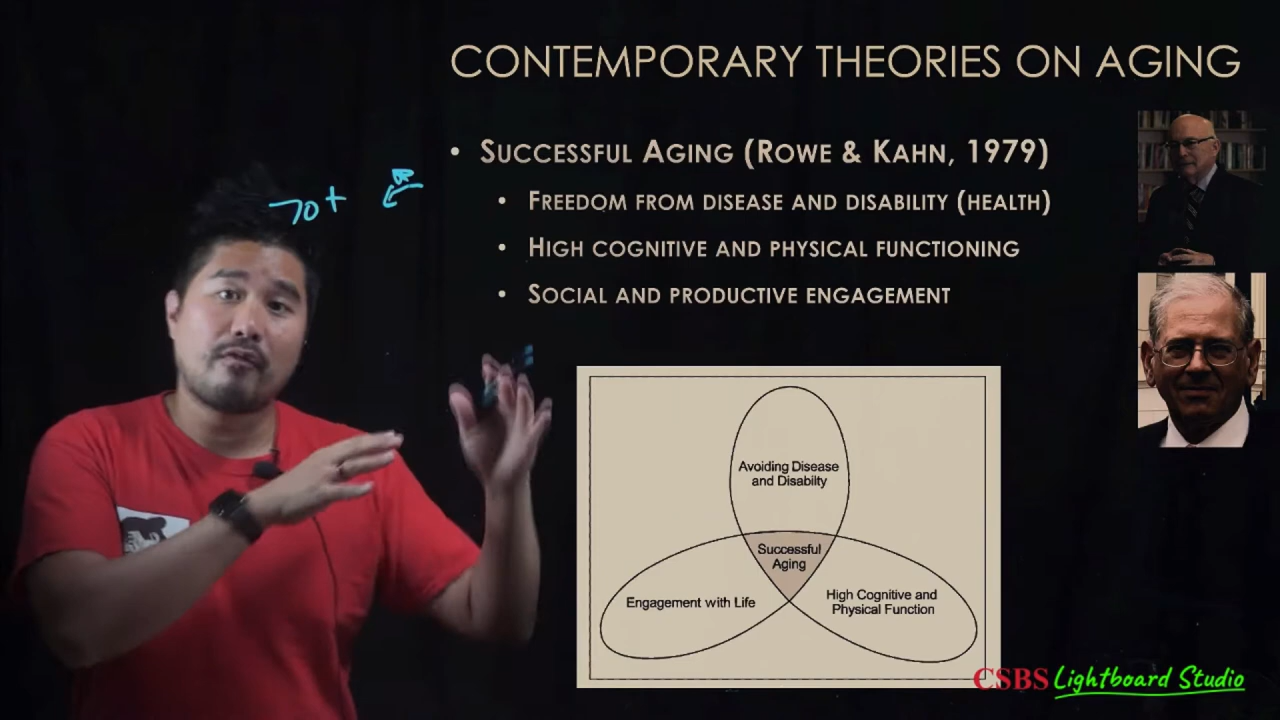 CONTEMPORARY THEORIES ON AGING
• SUCCESSFUL AGING (ROWE & KAHN, 1979)
• FREEDOM FROM DISEASE AND DISABILITY (HEALTH)
• HIGH COGNITIVE AND PHYSICAL FUNCTIONING
• SOCIAL AND PRODUCTIVE ENGAGEMENT
70+
Avoiding Disease
and Disabilty
Successful
Aging
Engagement with Life
High Cognitive and
Physical Function
CSBS Lightboard Studio